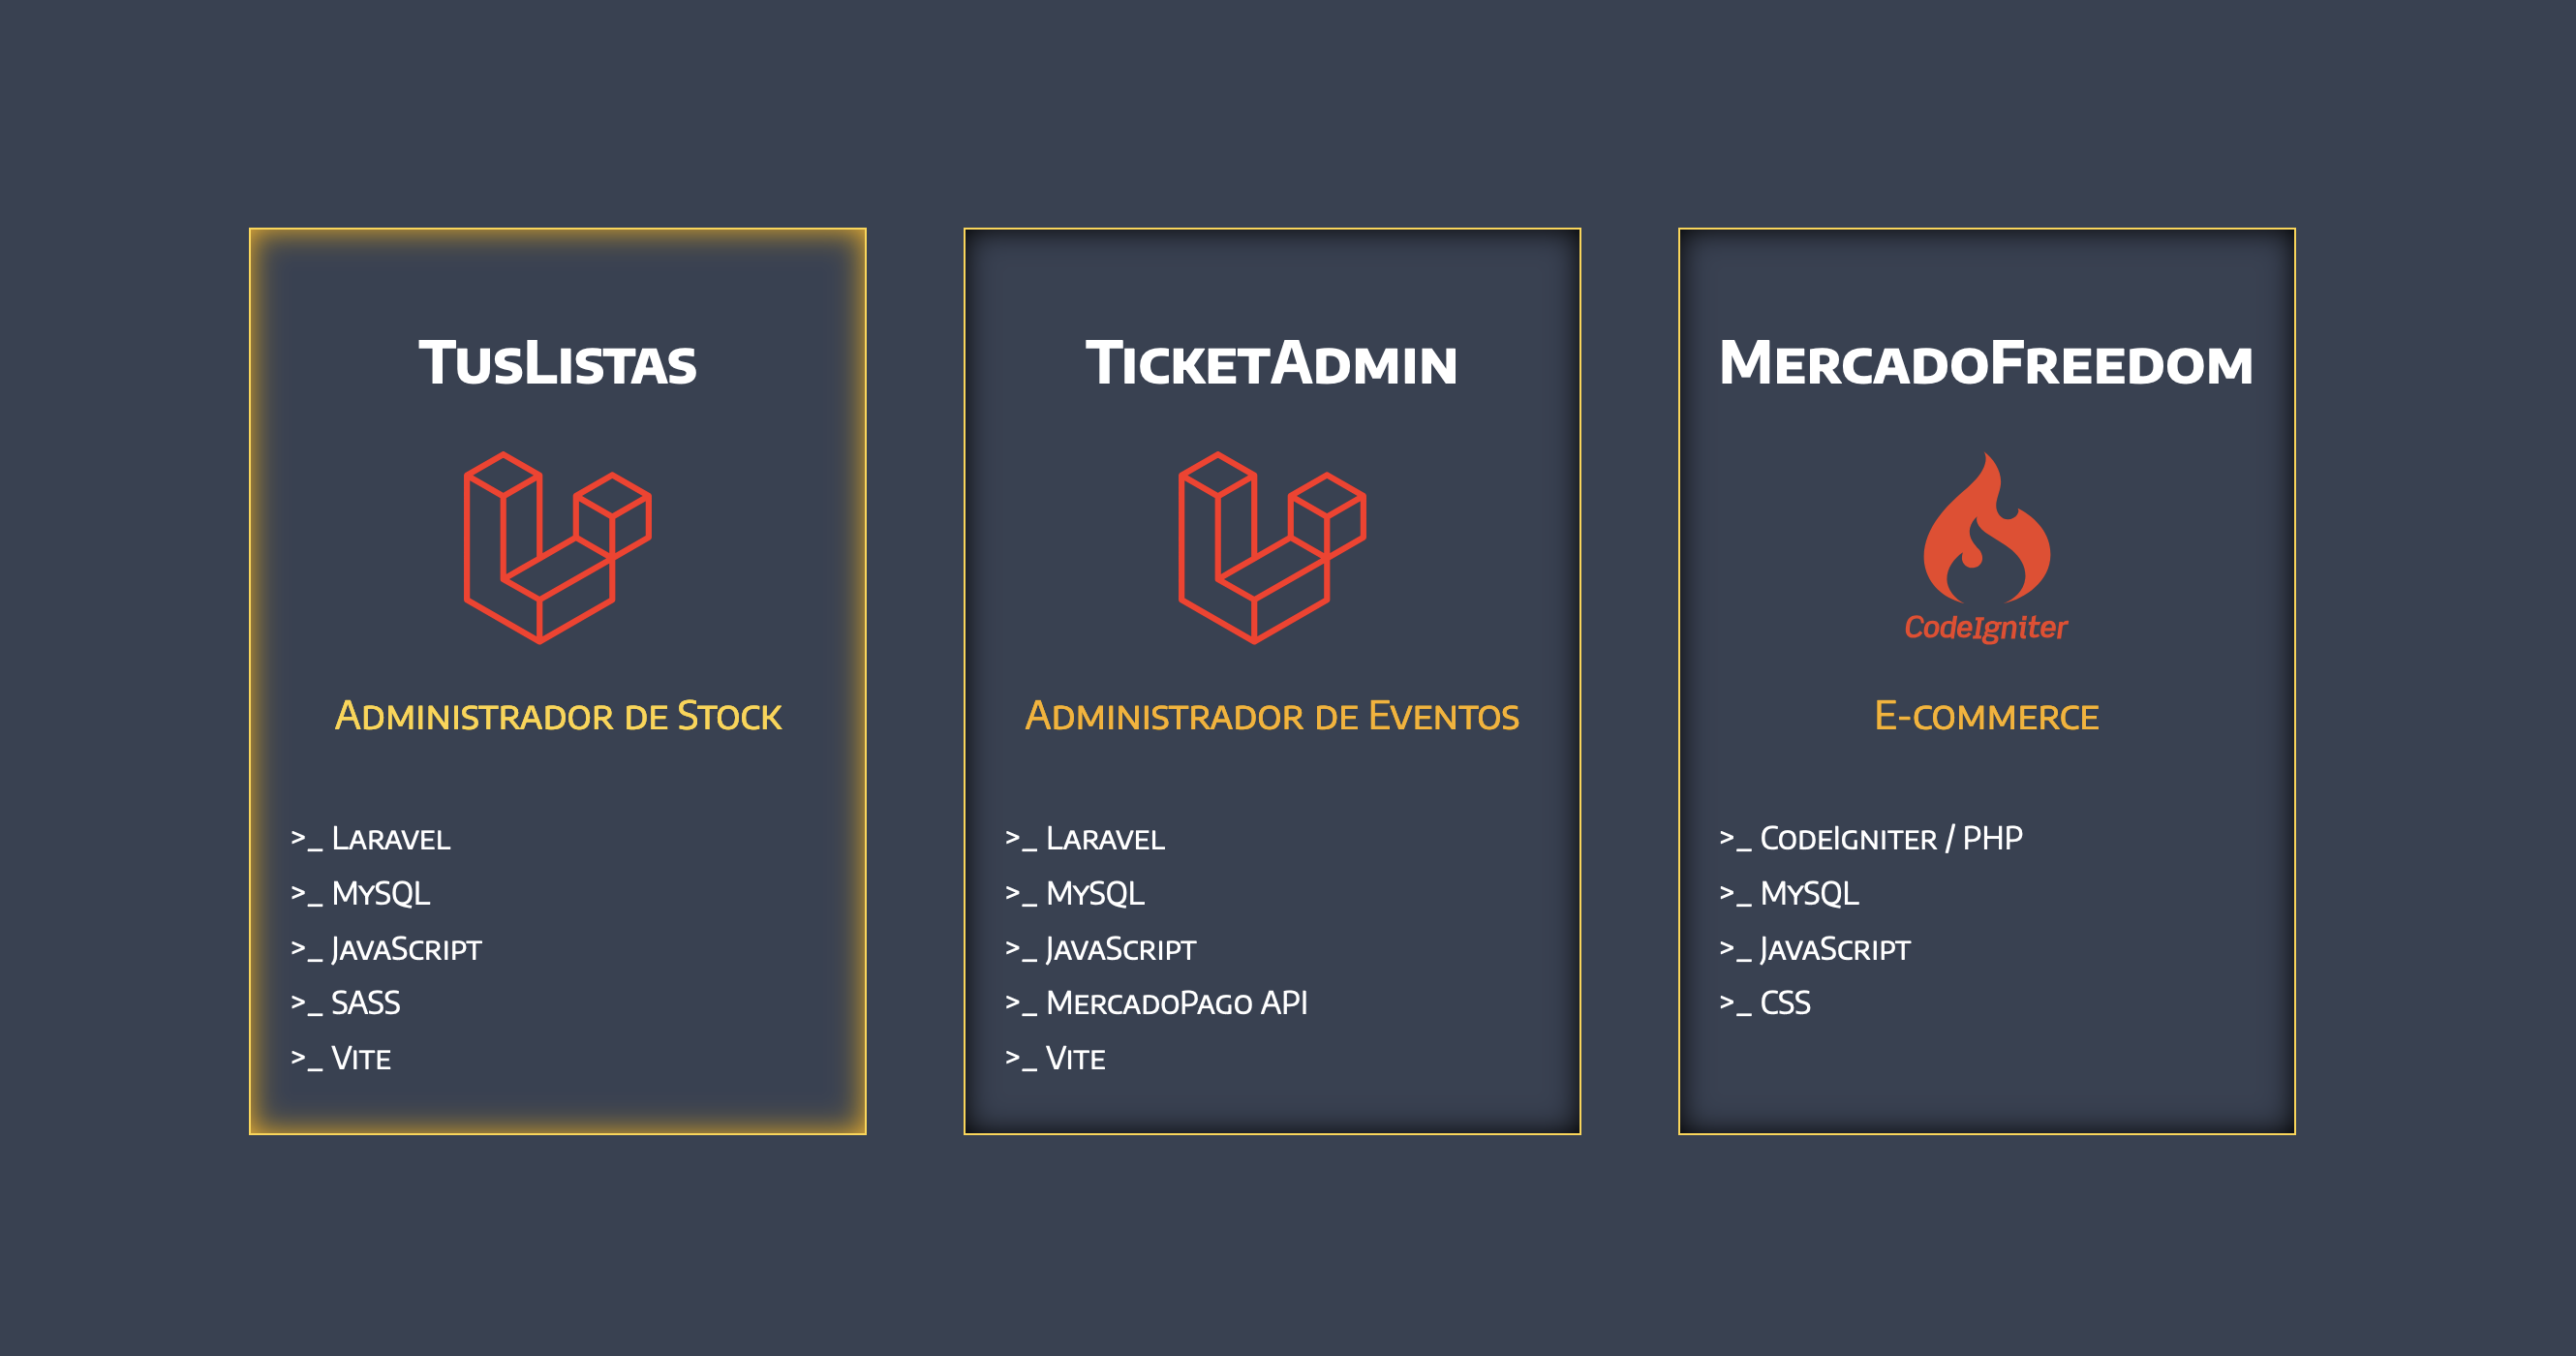 TusListas
Administrador de Stock
>_ Laravel
>_ MySQL
>_ JavaScript
>_ SASS
>_ Vite
TicketAdmin
Administrador de Eventos
>_ Laravel
>_ MySQL
>_ JavaScript
>_ MercadoPago API
>_ Vite
MercadoFreedom
CodeIgniter
E-commerce
>_ CodeIgniter / PHP
>_ MySQL
>_ JavaScript
>_ CSS